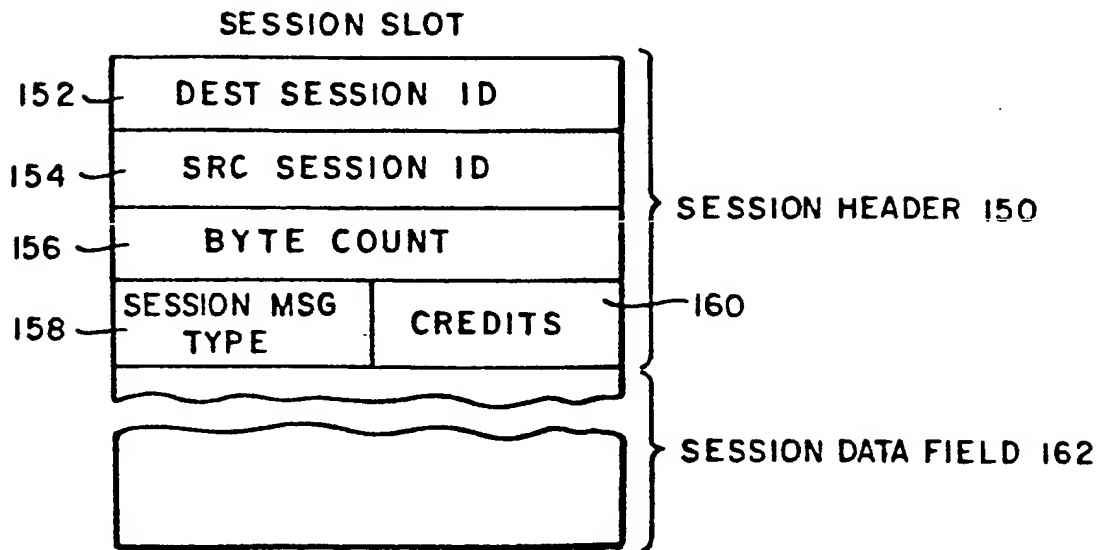 SESSION SLOT
152 DEST SESSION ID
154 SRC SESSION ID
SESSION HEADER 150
156 BYTE COUNT
158 SESSION MSG TYPE
CREDITS 160
SESSION DATA FIELD 162